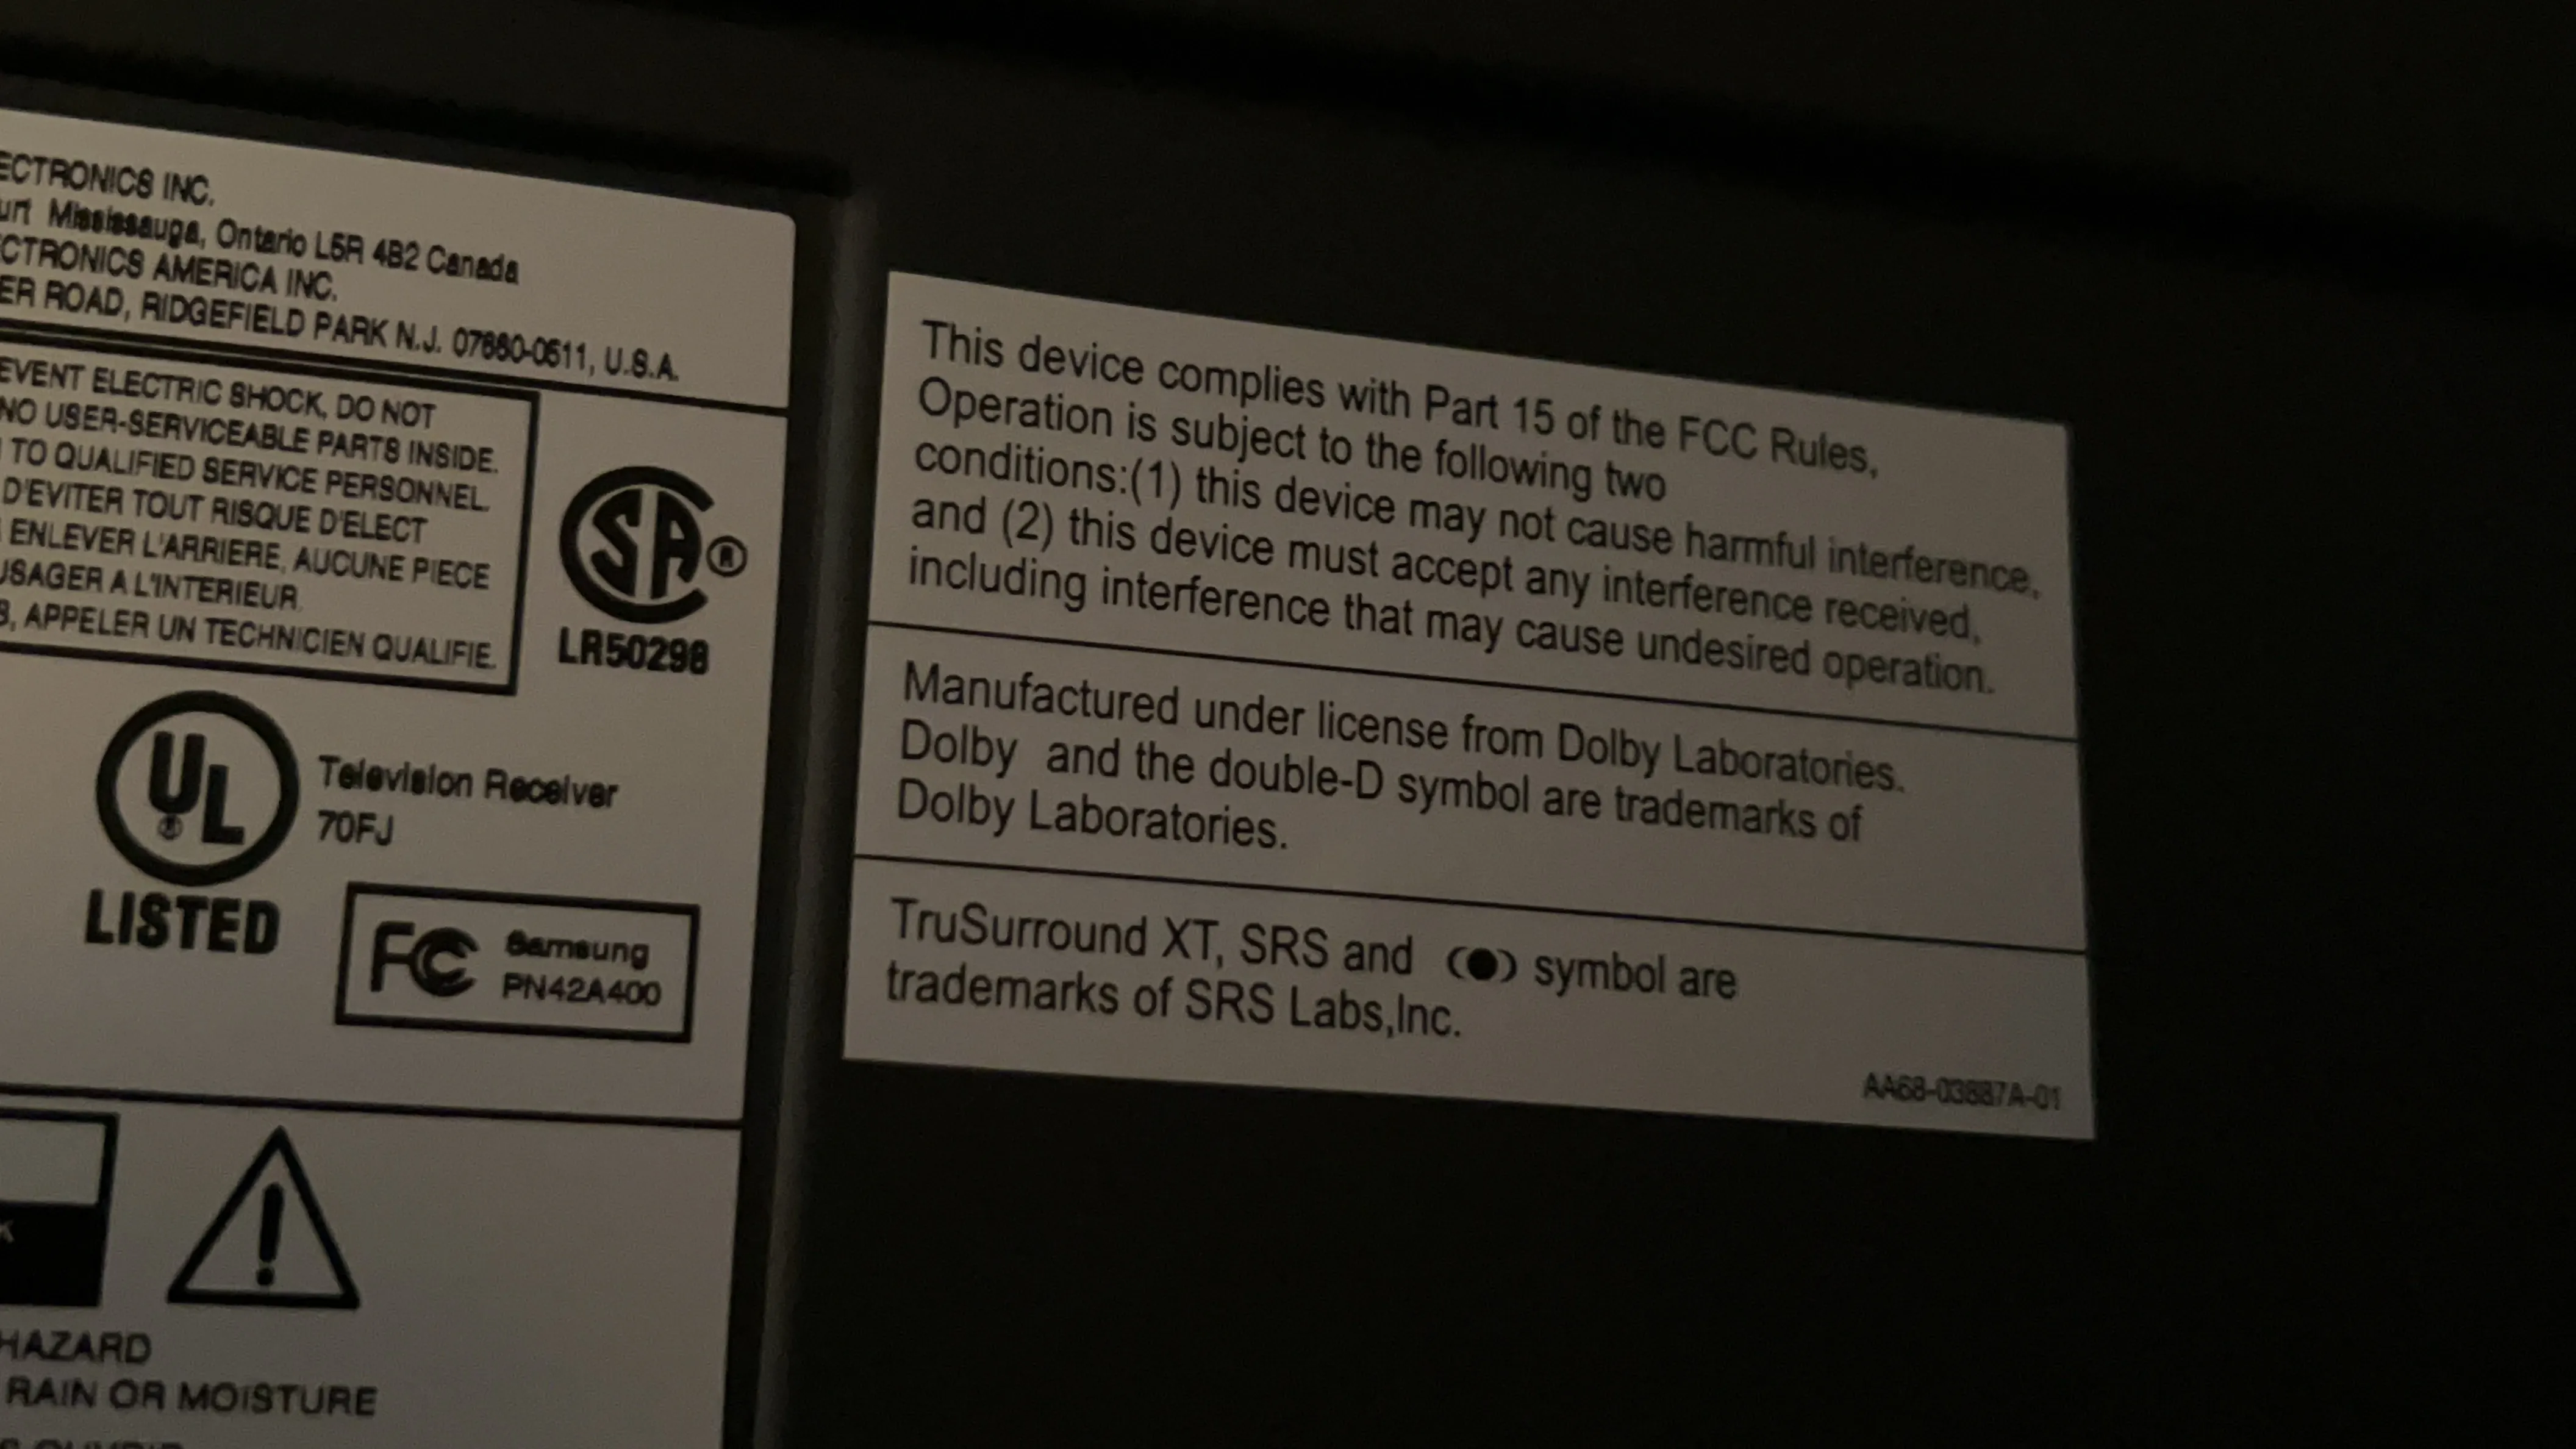 ECTRONICS INC.
urt Mississauga, Ontario L5R 4B2 Canada
CTRONICS AMERICA INC.
ER ROAD, RIDGEFIELD PARK N.J. 07660-0511, U.S.A.
EVENT ELECTRIC SHOCK, DO NOT
NO USER-SERVICEABLE PARTS INSIDE.
TO QUALIFIED SERVICE PERSONNEL.
D'EVITER TOUT RISQUE D'ELECT
ENLEVER L'ARRIERE, AUCUNE PIECE
USAGER A L'INTERIEUR
, APPELER UN TECHNICIEN QUALIFIE.
SA®
LR50298
UL®
LISTED
Television Receiver
70FJ
FC
Samsung
PN42A400
K
HAZARD
RAIN OR MOISTURE
This device complies with Part 15 of the FCC Rules,
Operation is subject to the following two
conditions:(1) this device may not cause harmful interference,
and (2) this device must accept any interference received,
including interference that may cause undesired operation.
Manufactured under license from Dolby Laboratories.
Dolby and the double-D symbol are trademarks of
Dolby Laboratories.
TruSurround XT, SRS and (●) symbol are
trademarks of SRS Labs,Inc.
AA68-03887A-01